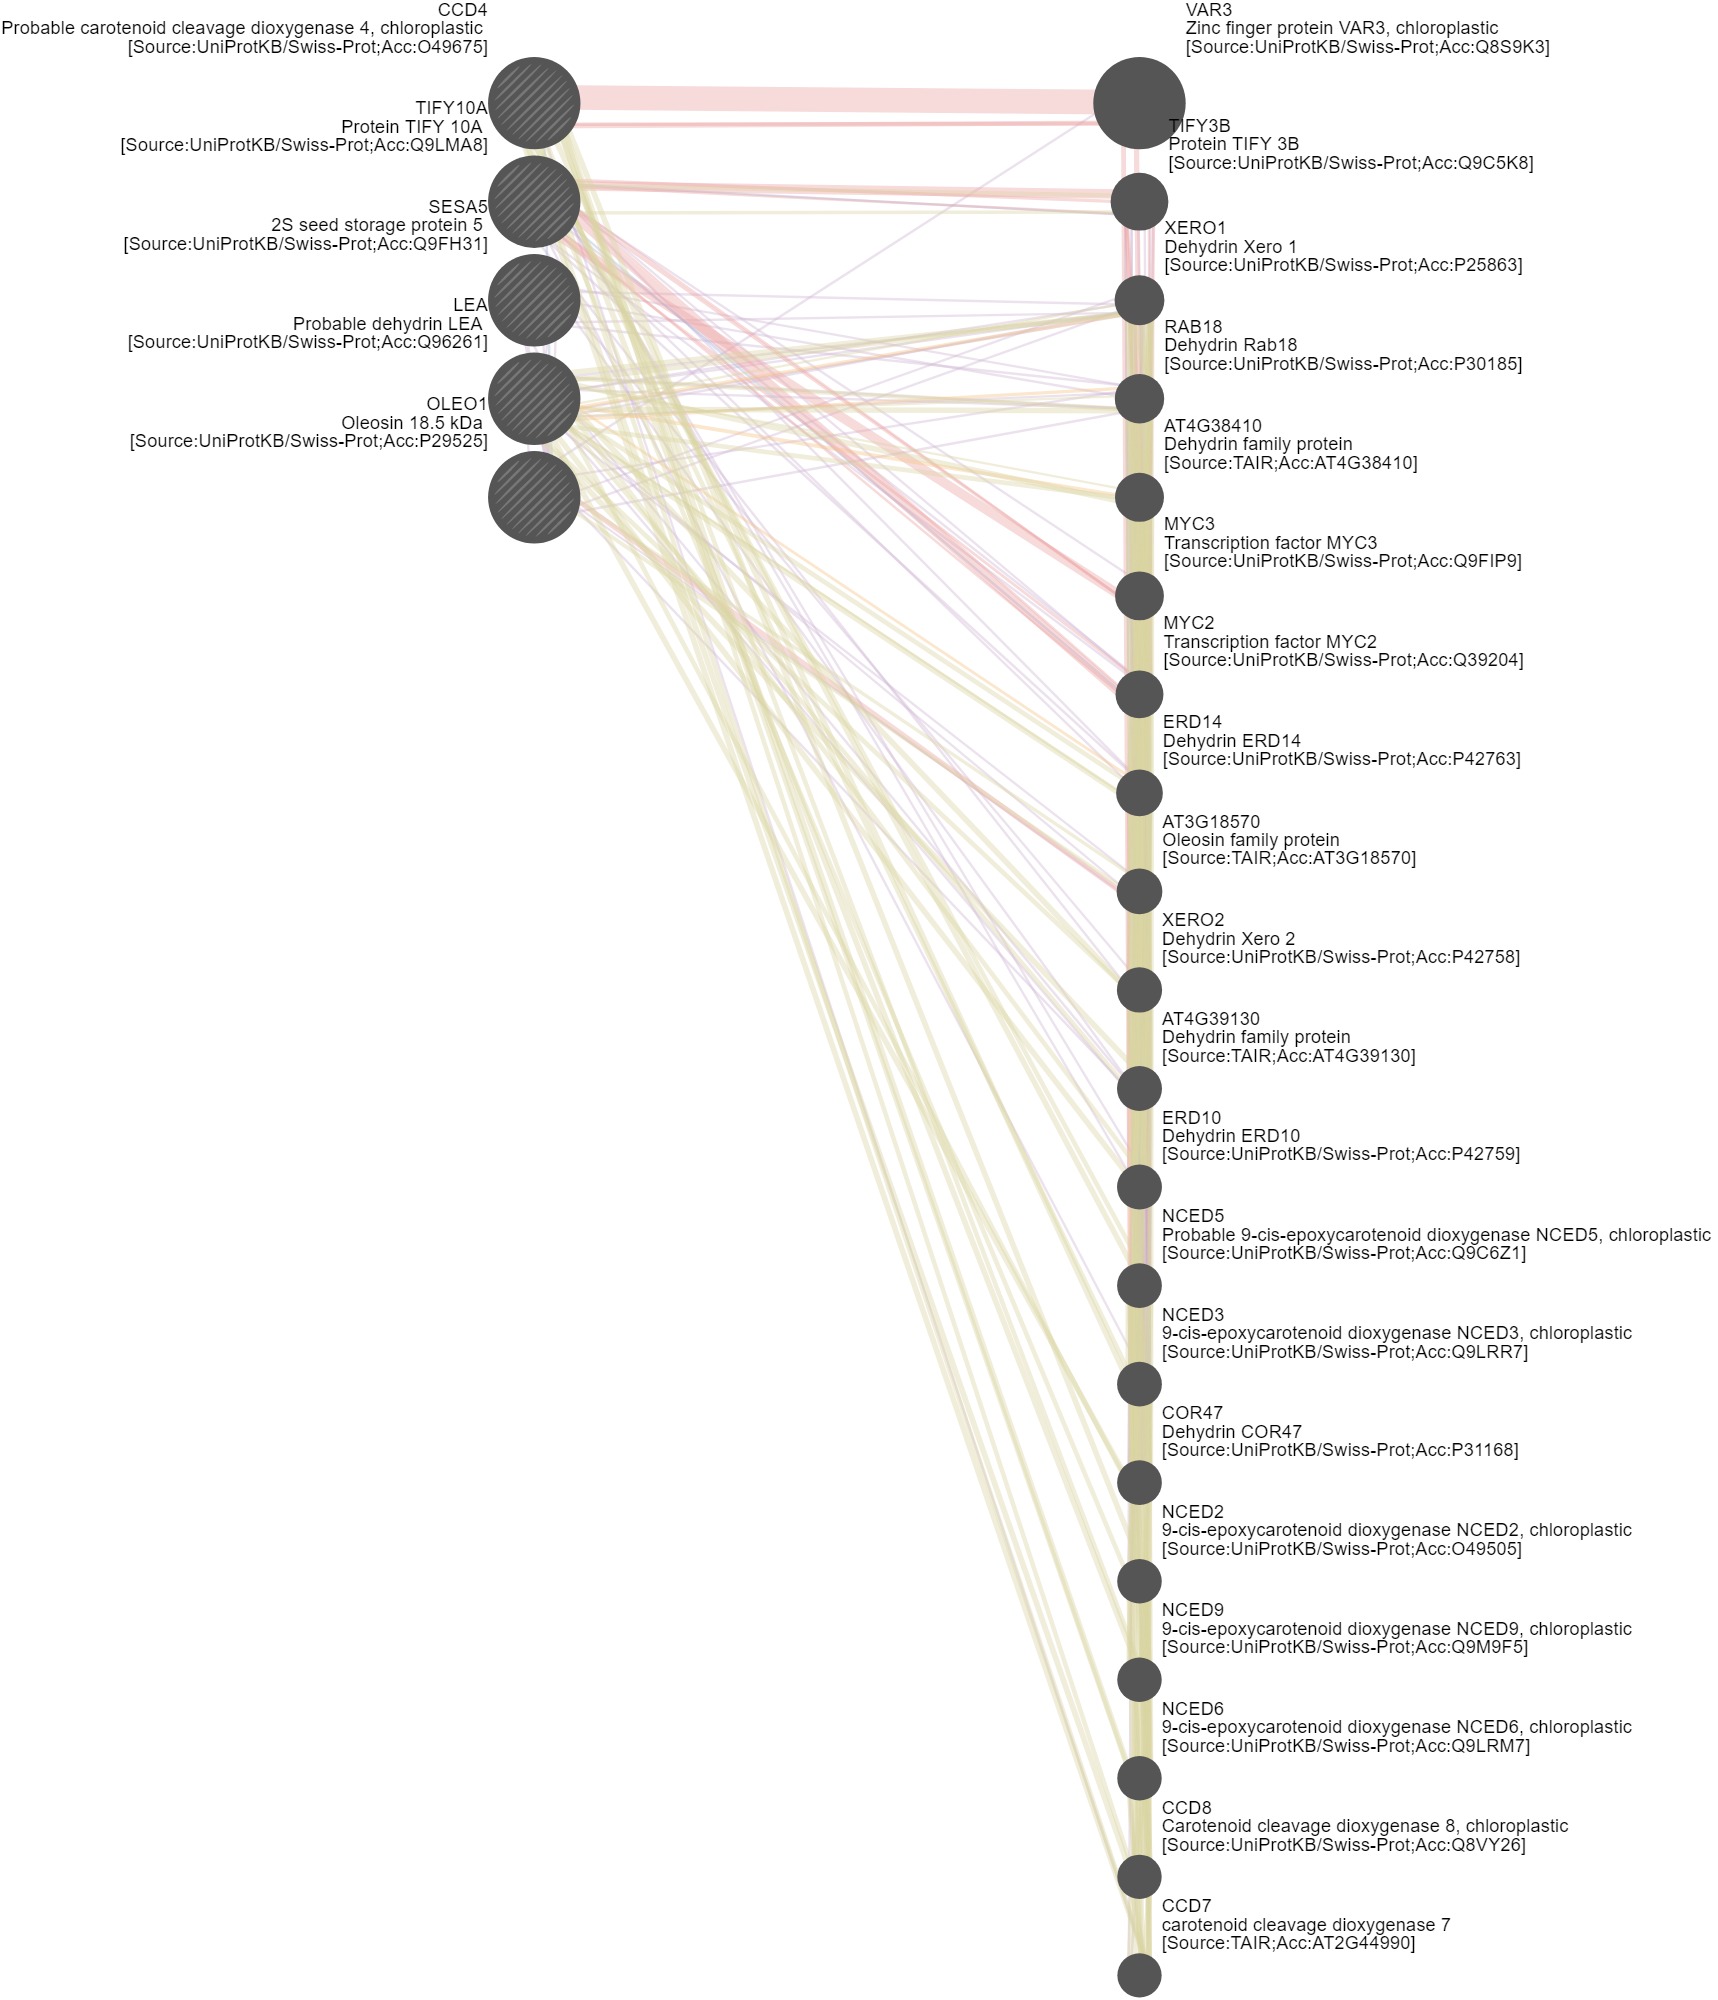 CCD4
Probable carotenoid cleavage dioxygenase 4, chloroplastic
[Source:UniProtKB/Swiss-Prot;Acc:O49675]
TIFY10A
Protein TIFY 10A
[Source:UniProtKB/Swiss-Prot;Acc:Q9LMA8]
SESA5
2S seed storage protein 5
[Source:UniProtKB/Swiss-Prot;Acc:Q9FH31]
LEA
Probable dehydrin LEA
[Source:UniProtKB/Swiss-Prot;Acc:Q96261]
OLEO1
Oleosin 18.5 kDa
[Source:UniProtKB/Swiss-Prot;Acc:P29525]
VAR3
Zinc finger protein VAR3, chloroplastic
[Source:UniProtKB/Swiss-Prot;Acc:Q8S9K3]
TIFY3B
Protein TIFY 3B
[Source:UniProtKB/Swiss-Prot;Acc:Q9C5K8]
XERO1
Dehydrin Xero 1
[Source:UniProtKB/Swiss-Prot;Acc:P25863]
RAB18
Dehydrin Rab18
[Source:UniProtKB/Swiss-Prot;Acc:P30185]
AT4G38410
Dehydrin family protein
[Source:TAIR;Acc:AT4G38410]
MYC3
Transcription factor MYC3
[Source:UniProtKB/Swiss-Prot;Acc:Q9FIP9]
MYC2
Transcription factor MYC2
[Source:UniProtKB/Swiss-Prot;Acc:Q39204]
ERD14
Dehydrin ERD14
[Source:UniProtKB/Swiss-Prot;Acc:P42763]
AT3G18570
Oleosin family protein
[Source:TAIR;Acc:AT3G18570]
XERO2
Dehydrin Xero 2
[Source:UniProtKB/Swiss-Prot;Acc:P42758]
AT4G39130
Dehydrin family protein
[Source:TAIR;Acc:AT4G39130]
ERD10
Dehydrin ERD10
[Source:UniProtKB/Swiss-Prot;Acc:P42759]
NCED5
Probable 9-cis-epoxycarotenoid dioxygenase NCED5, chloroplastic
[Source:UniProtKB/Swiss-Prot;Acc:Q9C6Z1]
NCED3
9-cis-epoxycarotenoid dioxygenase NCED3, chloroplastic
[Source:UniProtKB/Swiss-Prot;Acc:Q9LRR7]
COR47
Dehydrin COR47
[Source:UniProtKB/Swiss-Prot;Acc:P31168]
NCED2
9-cis-epoxycarotenoid dioxygenase NCED2, chloroplastic
[Source:UniProtKB/Swiss-Prot;Acc:O49505]
NCED9
9-cis-epoxycarotenoid dioxygenase NCED9, chloroplastic
[Source:UniProtKB/Swiss-Prot;Acc:Q9M9F5]
NCED6
9-cis-epoxycarotenoid dioxygenase NCED6, chloroplastic
[Source:UniProtKB/Swiss-Prot;Acc:Q9LRM7]
CCD8
Carotenoid cleavage dioxygenase 8, chloroplastic
[Source:UniProtKB/Swiss-Prot;Acc:Q8VY26]
CCD7
carotenoid cleavage dioxygenase 7
[Source:TAIR;Acc:AT2G44990]